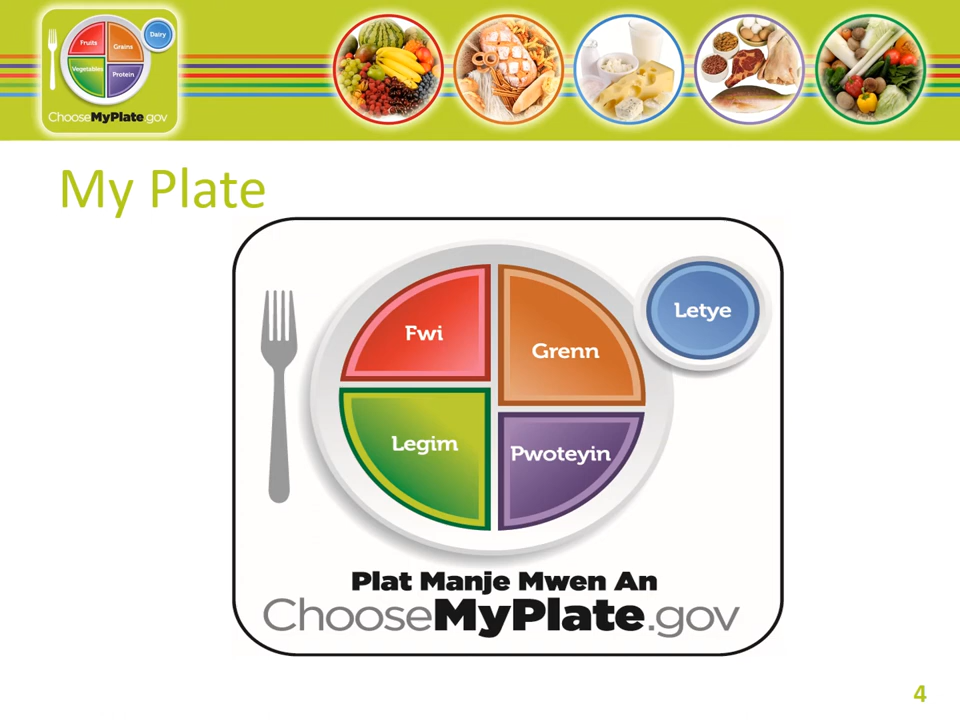 Fruits
Grains
Dairy
Vegetables
Protein
ChooseMyPlate.gov
My Plate
Fwi
Grenn
Letye
Legim
Pwoteyin
Plat Manje Mwen An
ChooseMyPlate.gov
4